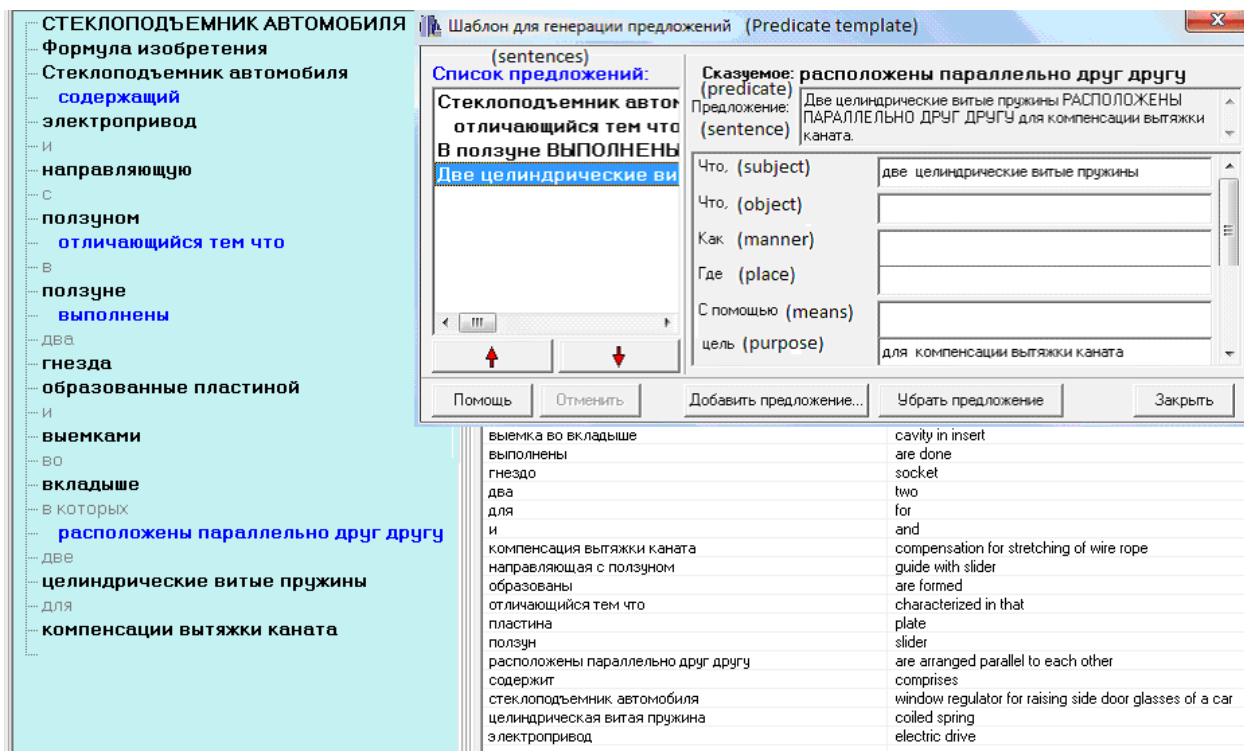 СТЕКЛОПОДЪЕМНИК АВТОМОБИЛЯ
Формула изобретения
Стеклоподъемник автомобиля
содержащий
электропривод
и
направляющую
с
ползуном
отличающийся тем что
в
ползуне
выполнены
два
гнезда
образованные пластиной
и
выемками
во
вкладыше
в которых
расположены параллельно друг другу
две
целиндрические витые пружины
для
компенсации вытяжки каната
Шаблон для генерации предложений (Predicate template)
(sentences)
Список предложений:
Стеклоподъемник автом
отличающийся тем что
В ползуне ВЫПОЛНЕНЫ
Две целиндрические ви
Сказуемое: расположены параллельно друг другу
(predicate)
Предложение:
(sentence)
Две целиндрические витые пружины РАСПОЛОЖЕНЫ
ПАРАЛЛЕЛЬНО ДРУГ ДРУГУ для компенсации вытяжки
каната.
Что, (subject) две целиндрические витые пружины
Что, (object)
Как (manner)
Где (place)
С помощью (means)
цель (purpose) для компенсации вытяжки каната
Помощь Отменить Добавить предложение... Убрать предложение Закрыть
выемка во вкладыше cavity in insert
выполнены are done
гнездо socket
два two
для for
и and
компенсация вытяжки каната compensation for stretching of wire rope
направляющая с ползуном guide with slider
образованы are formed
отличающийся тем что characterized in that
пластина plate
ползун slider
расположены параллельно друг другу are arranged parallel to each other
содержит comprises
стеклоподъемник автомобиля window regulator for raising side door glasses of a car
целиндрическая витая пружина coiled spring
электропривод electric drive